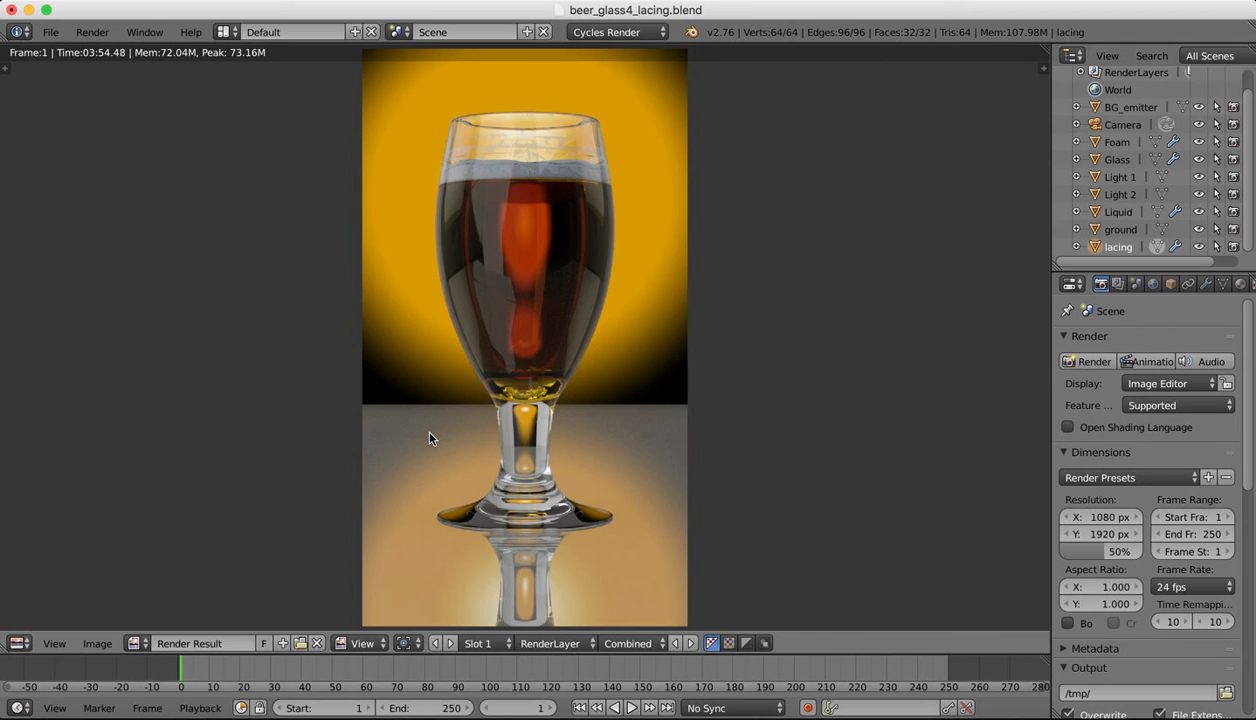 beer_glass4_lacing.blend
File Render Window Help Default Scene Cycles Render v2.76 | Verts:64/64 | Edges:96/96 | Faces:32/32 | Tris:64 | Mem:107.98M | lacing
Frame:1 | Time:03:54.48 | Mem:72.04M, Peak: 73.16M
View Search All Scenes
RenderLayers
World
BG_emitter
Camera
Foam
Glass
Light 1
Light 2
Liquid
ground
lacing
Scene
Render
Render Animatio Audio
Display: Image Editor
Feature ... Supported
Open Shading Language
Dimensions
Render Presets
Resolution: Frame Range:
X: 1080 px Start Fra: 1
Y: 1920 px End Fr: 250
50% Frame St: 1
Aspect Ratio: Frame Rate:
X: 1.000 24 fps
Y: 1.000 Time Remappi...
Bo Cr 10 10
Metadata
Output
/tmp/
Overwrite File Exten..
View Image Render Result F View Slot 1 RenderLayer Combined
-50 -40 -30 -20 -10 0 10 20 30 40 50 60 70 80 90 100 110 120 130 140 150 160 170 180 190 200 210 220 230 240 250 260 270 280
View Marker Frame Playback Start: 1 End: 250 1 No Sync